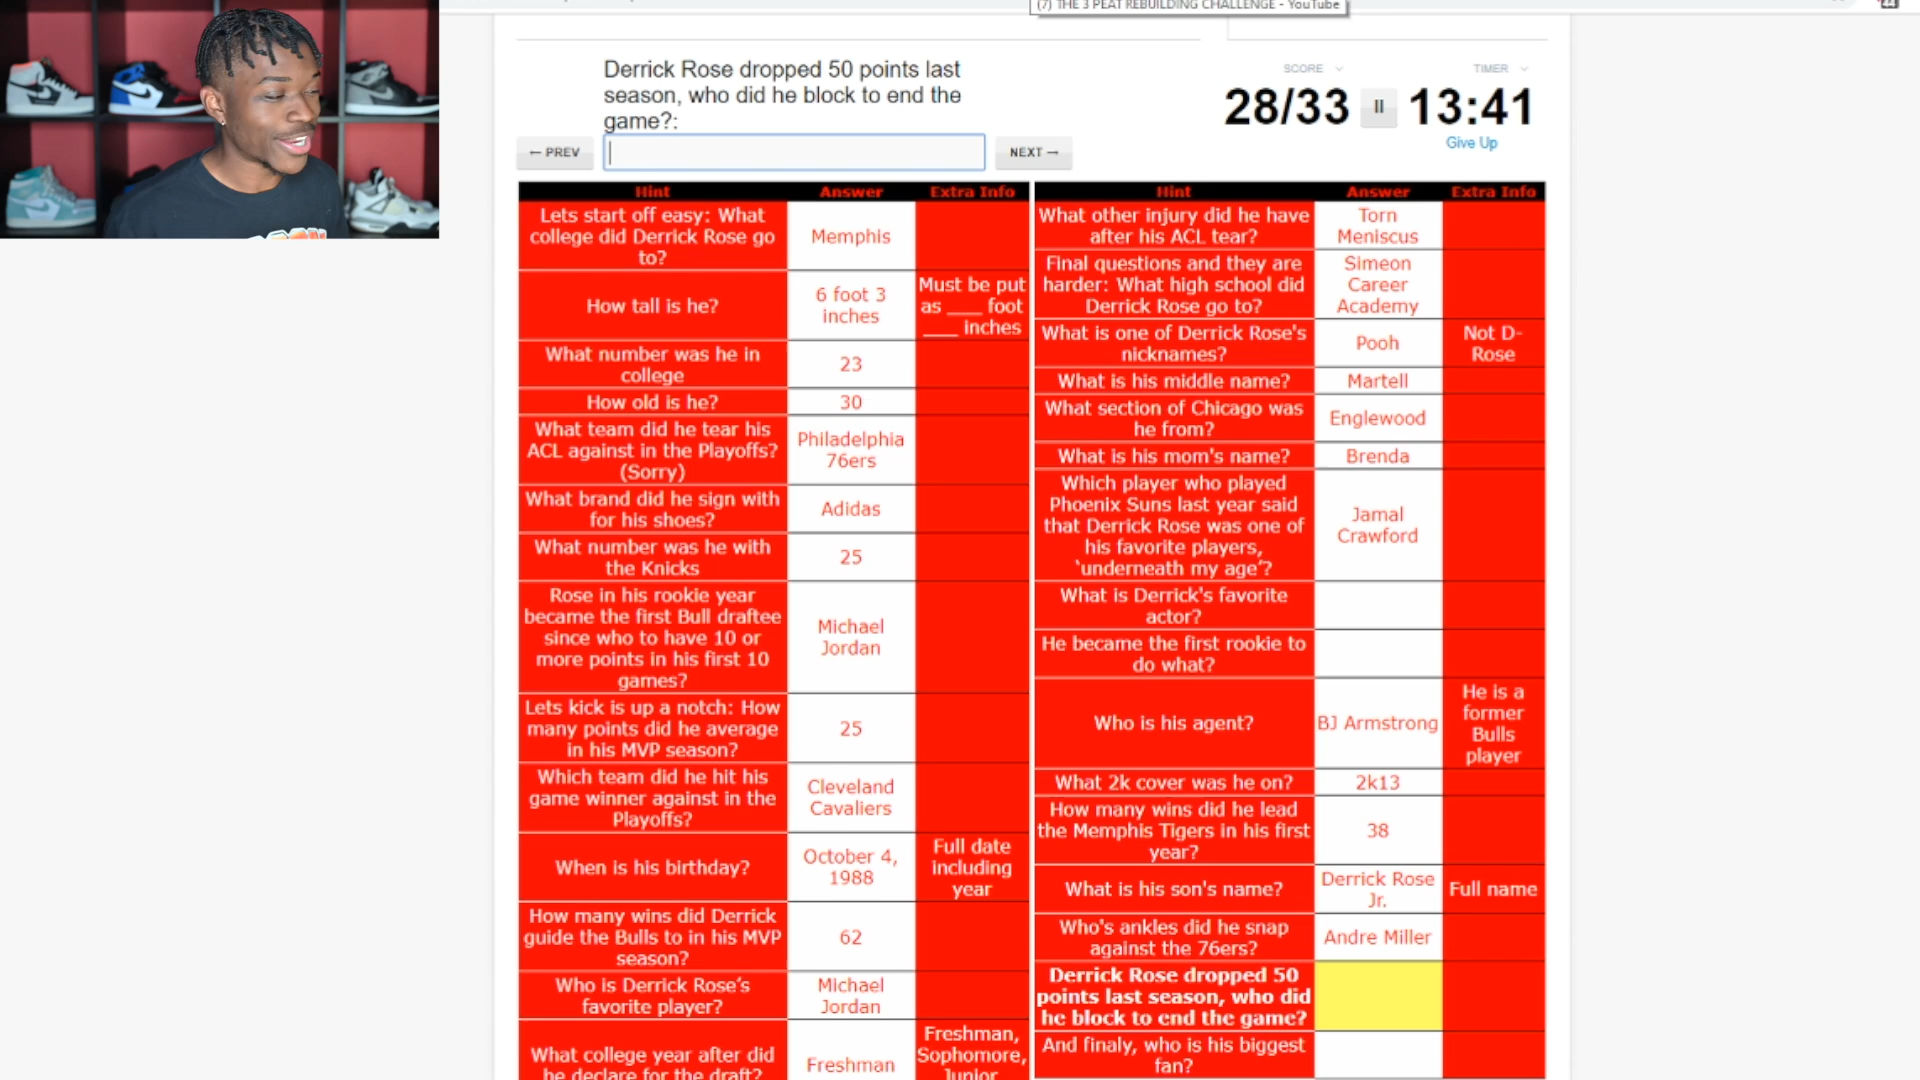 (7) THE 3 PEAT REBUILDING CHALLENGE - YouTube
Derrick Rose dropped 50 points last
season, who did he block to end the
game?:
← PREV
NEXT →
SCORE
TIMER
28/33
II
13:41
Give Up
Hint
Answer
Extra Info
Lets start off easy: What
college did Derrick Rose go
to?
Memphis
How tall is he?
6 foot 3
inches
Must be put
as ___ foot
___ inches
What number was he in
college
23
How old is he?
30
What team did he tear his
ACL against in the Playoffs?
(Sorry)
Philadelphia
76ers
What brand did he sign with
for his shoes?
Adidas
What number was he with
the Knicks
25
Rose in his rookie year
became the first Bull draftee
since who to have 10 or
more points in his first 10
games?
Michael
Jordan
Lets kick is up a notch: How
many points did he average
in his MVP season?
25
Which team did he hit his
game winner against in the
Playoffs?
Cleveland
Cavaliers
When is his birthday?
October 4,
1988
Full date
including
year
How many wins did Derrick
guide the Bulls to in his MVP
season?
62
Who is Derrick Rose's
favorite player?
Michael
Jordan
What college year after did
he declare for the draft?
Freshman
Freshman,
Sophomore,
Junior
Hint
Answer
Extra Info
What other injury did he have
after his ACL tear?
Torn
Meniscus
Final questions and they are
harder: What high school did
Derrick Rose go to?
Simeon
Career
Academy
What is one of Derrick Rose's
nicknames?
Pooh
Not D-
Rose
What is his middle name?
Martell
What section of Chicago was
he from?
Englewood
What is his mom's name?
Brenda
Which player who played
Phoenix Suns last year said
that Derrick Rose was one of
his favorite players,
'underneath my age'?
Jamal
Crawford
What is Derrick's favorite
actor?
He became the first rookie to
do what?
Who is his agent?
BJ Armstrong
He is a
former
Bulls
player
What 2k cover was he on?
2k13
How many wins did he lead
the Memphis Tigers in his first
year?
38
What is his son's name?
Derrick Rose
Jr.
Full name
Who's ankles did he snap
against the 76ers?
Andre Miller
Derrick Rose dropped 50
points last season, who did
he block to end the game?
And finaly, who is his biggest
fan?